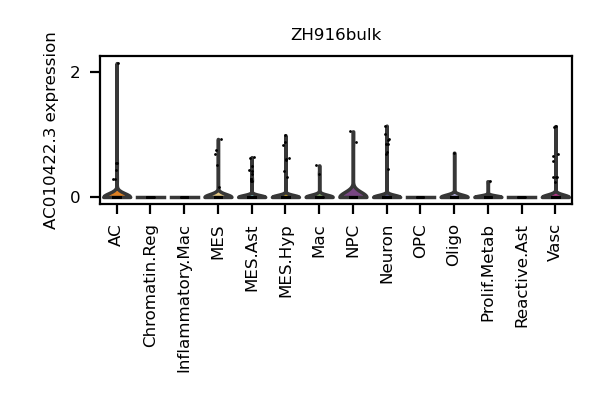 ZH916bulk
AC010422.3 expression
2
0
AC
Chromatin.Reg
Inflammatory.Mac
MES
MES.Ast
MES.Hyp
Mac
NPC
Neuron
OPC
Oligo
Prolif.Metab
Reactive.Ast
Vasc